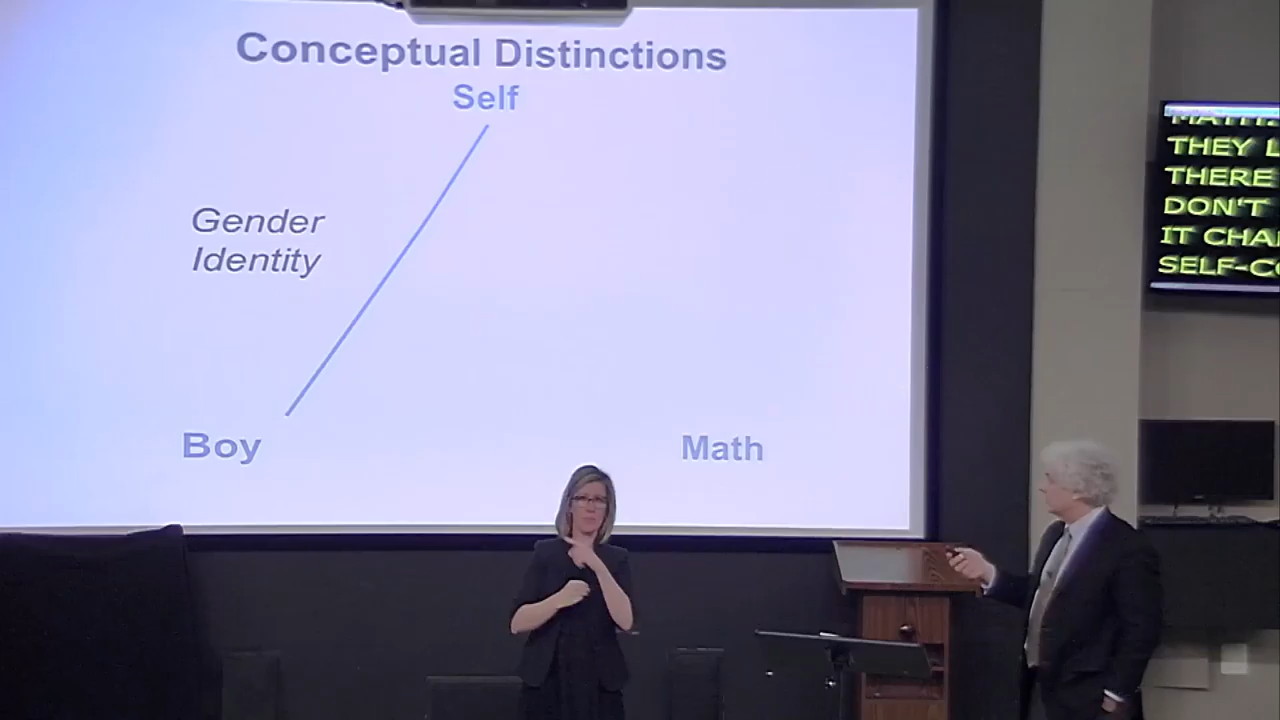 Conceptual Distinctions
Self
Gender
Identity
Boy
Math
THEY
THERE
DON'T
IT